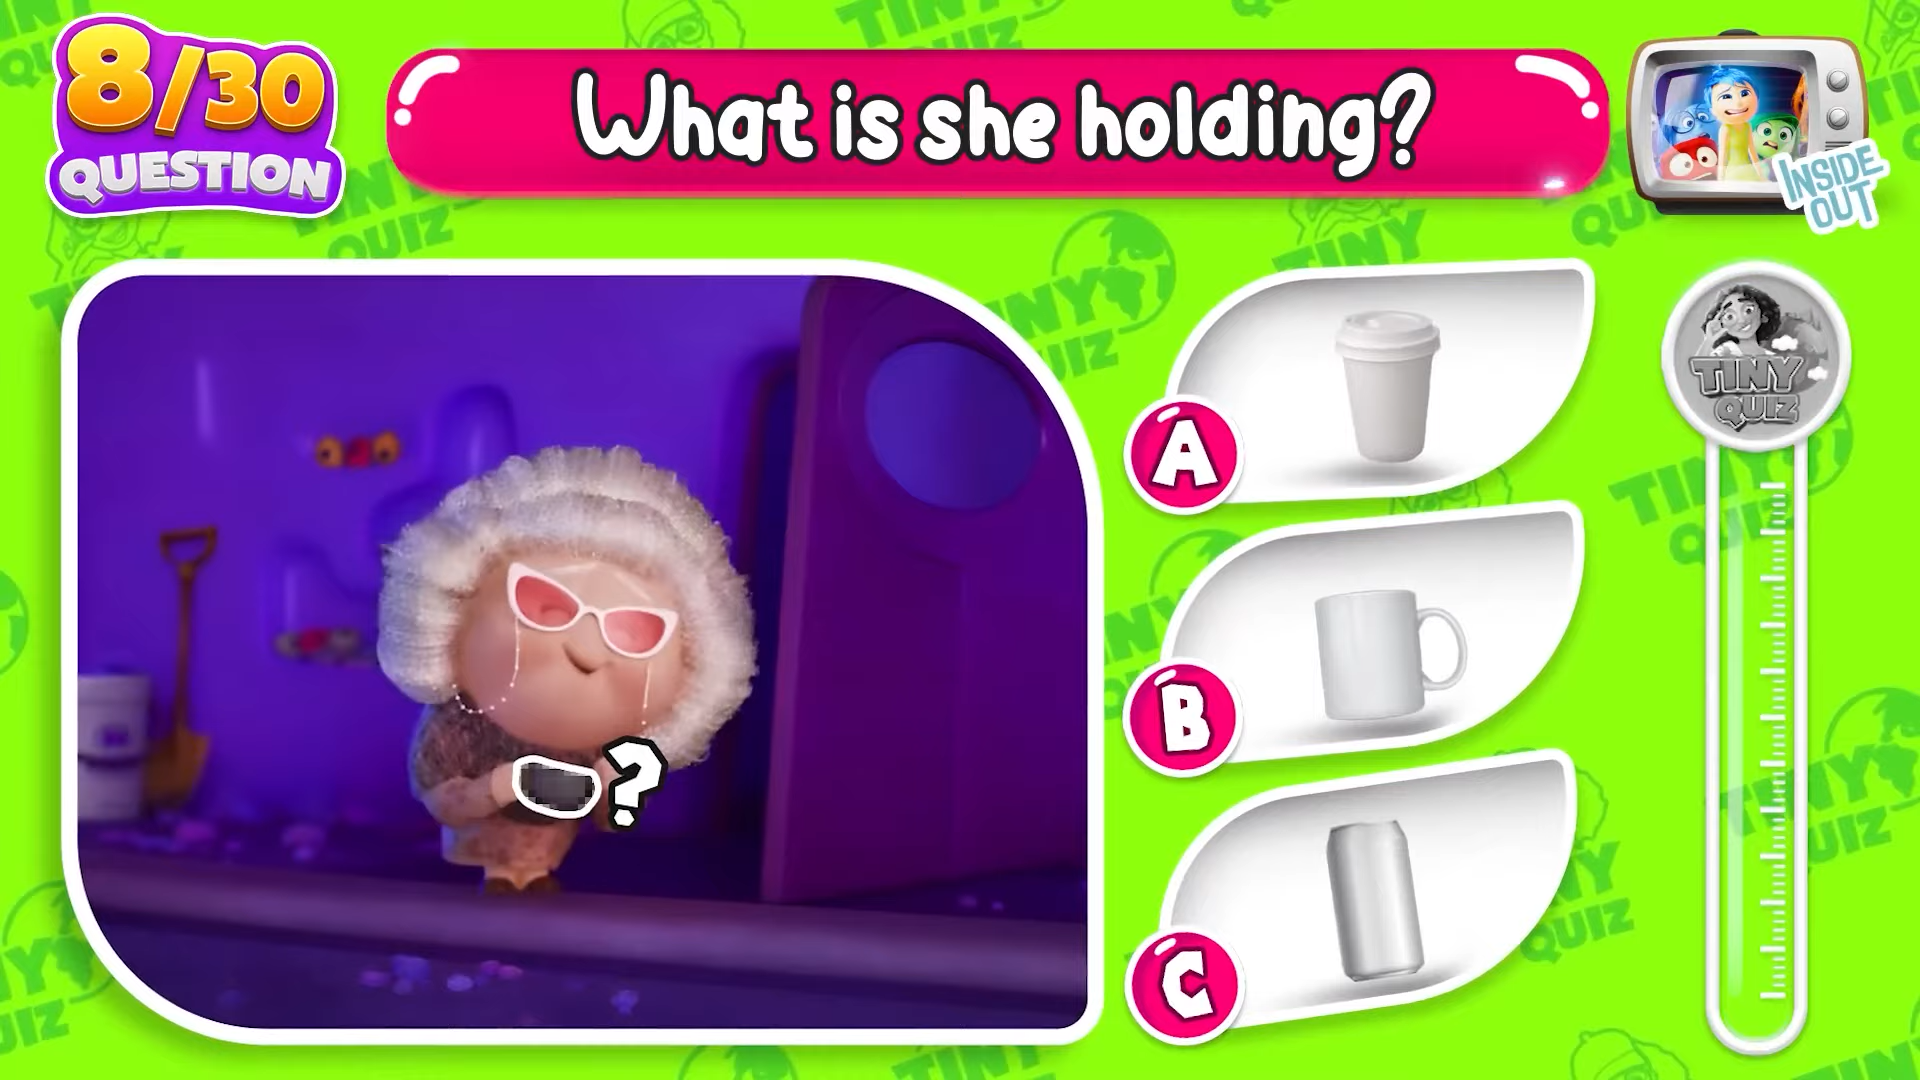 8/30
QUESTION
What is she holding?
INSIDE
OUT
?
A
B
C
TINY
QUIZ